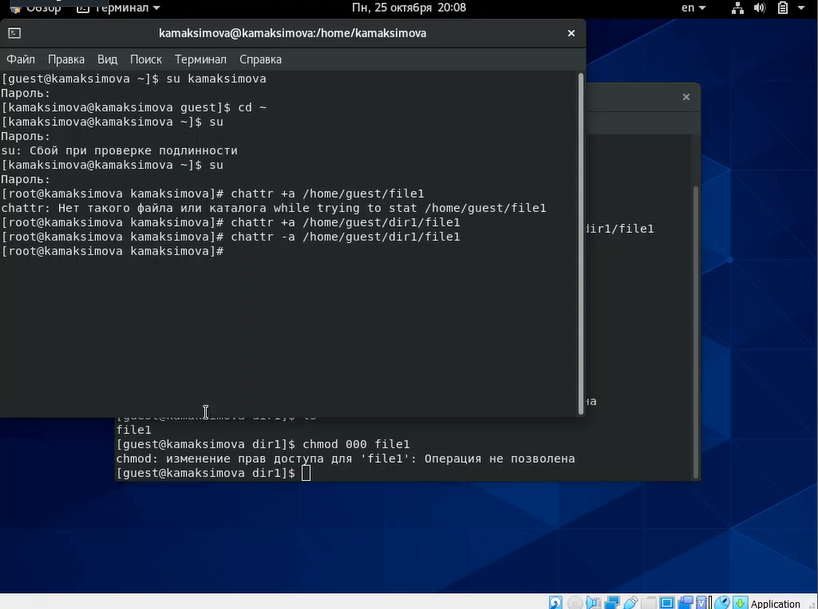 Обзор Терминал Пн, 25 октября 20:08 en
kamaksimova@kamaksimova:/home/kamaksimova
Файл Правка Вид Поиск Терминал Справка
[guest@kamaksimova ~]$ su kamaksimova
Пароль:
[kamaksimova@kamaksimova guest]$ cd ~
[kamaksimova@kamaksimova ~]$ su
Пароль:
su: Сбой при проверке подлинности
[kamaksimova@kamaksimova ~]$ su
Пароль:
[root@kamaksimova kamaksimova]# chattr +a /home/guest/file1
chattr: Нет такого файла или каталога while trying to stat /home/guest/file1
[root@kamaksimova kamaksimova]# chattr +a /home/guest/dir1/file1
[root@kamaksimova kamaksimova]# chattr -a /home/guest/dir1/file1
[root@kamaksimova kamaksimova]#
dir1/file1
на
[guest@kamaksimova dir1]$ ls
file1
[guest@kamaksimova dir1]$ chmod 000 file1
chmod: изменение прав доступа для 'file1': Операция не позволена
[guest@kamaksimova dir1]$
Application